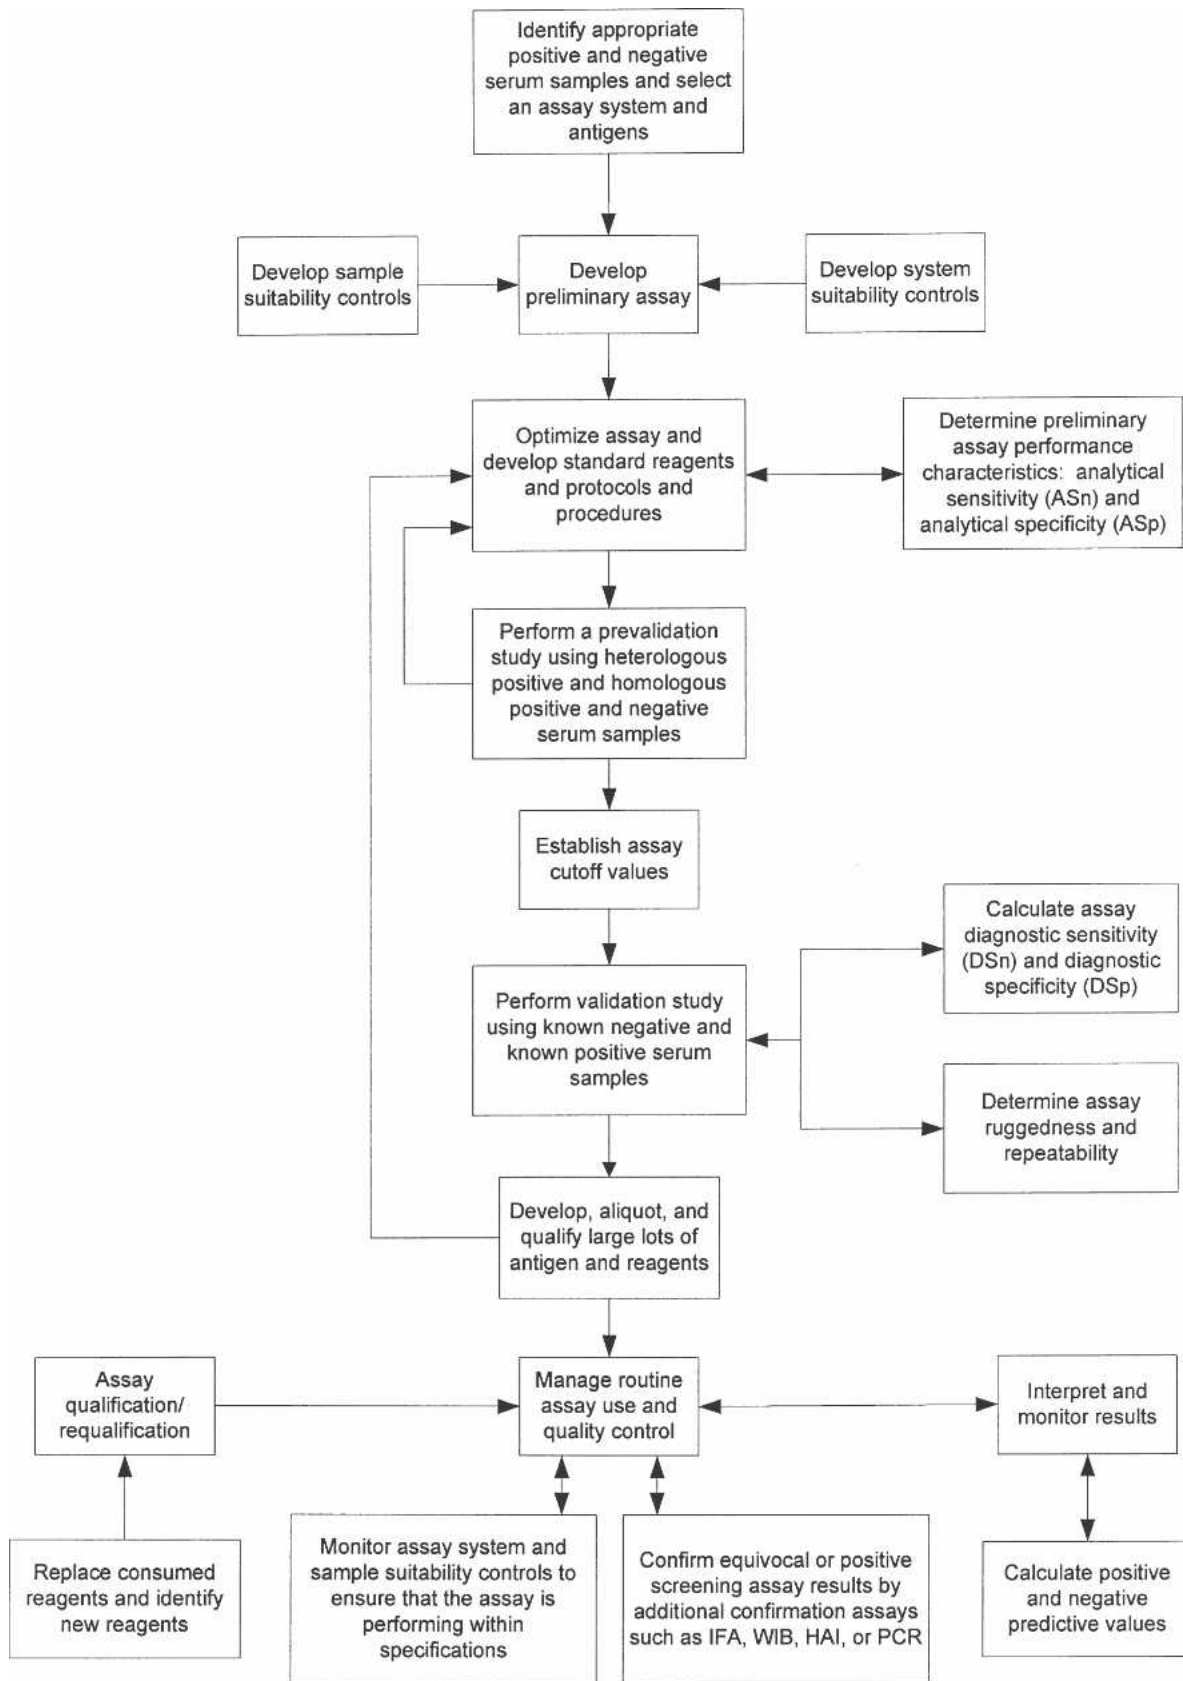 Identify appropriate
positive and negative
serum samples and select
an assay system and
antigens
Develop sample
suitability controls
Develop
preliminary assay
Develop system
suitability controls
Optimize assay and
develop standard reagents
and protocols and
procedures
Determine preliminary
assay performance
characteristics: analytical
sensitivity (ASn) and
analytical specificity (ASp)
Perform a prevalidation
study using heterologous
positive and homologous
positive and negative
serum samples
Establish assay
cutoff values
Calculate assay
diagnostic sensitivity
(DSn) and diagnostic
specificity (DSp)
Perform validation study
using known negative and
known positive serum
samples
Determine assay
ruggedness and
repeatability
Develop, aliquot, and
qualify large lots of
antigen and reagents
Assay
qualification/
requalification
Manage routine
assay use and
quality control
Interpret and
monitor results
Replace consumed
reagents and identify
new reagents
Monitor assay system and
sample suitability controls to
ensure that the assay is
performing within
specifications
Confirm equivocal or positive
screening assay results by
additional confirmation assays
such as IFA, WIB, HAI, or PCR
Calculate positive
and negative
predictive values